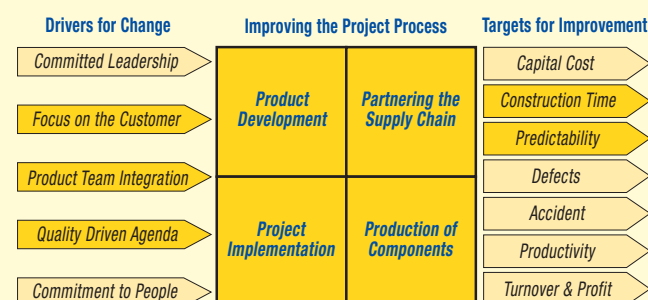 Drivers for Change
Committed Leadership
Focus on the Customer
Product Team Integration
Quality Driven Agenda
Commitment to People
Improving the Project Process
Product
Development
Partnering the
Supply Chain
Project
Implementation
Production of
Components
Targets for Improvement
Capital Cost
Construction Time
Predictability
Defects
Accident
Productivity
Turnover & Profit